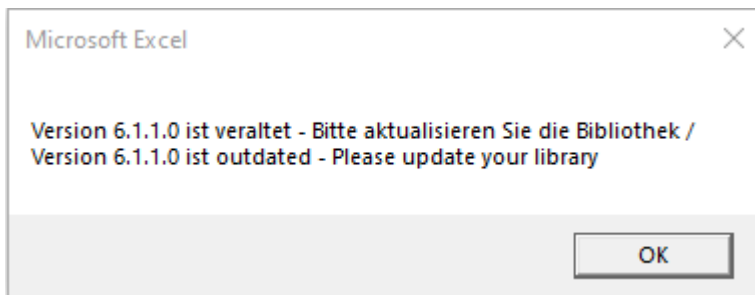 Microsoft Excel
Version 6.1.1.0 ist veraltet - Bitte aktualisieren Sie die Bibliothek /
Version 6.1.1.0 ist outdated - Please update your library
OK